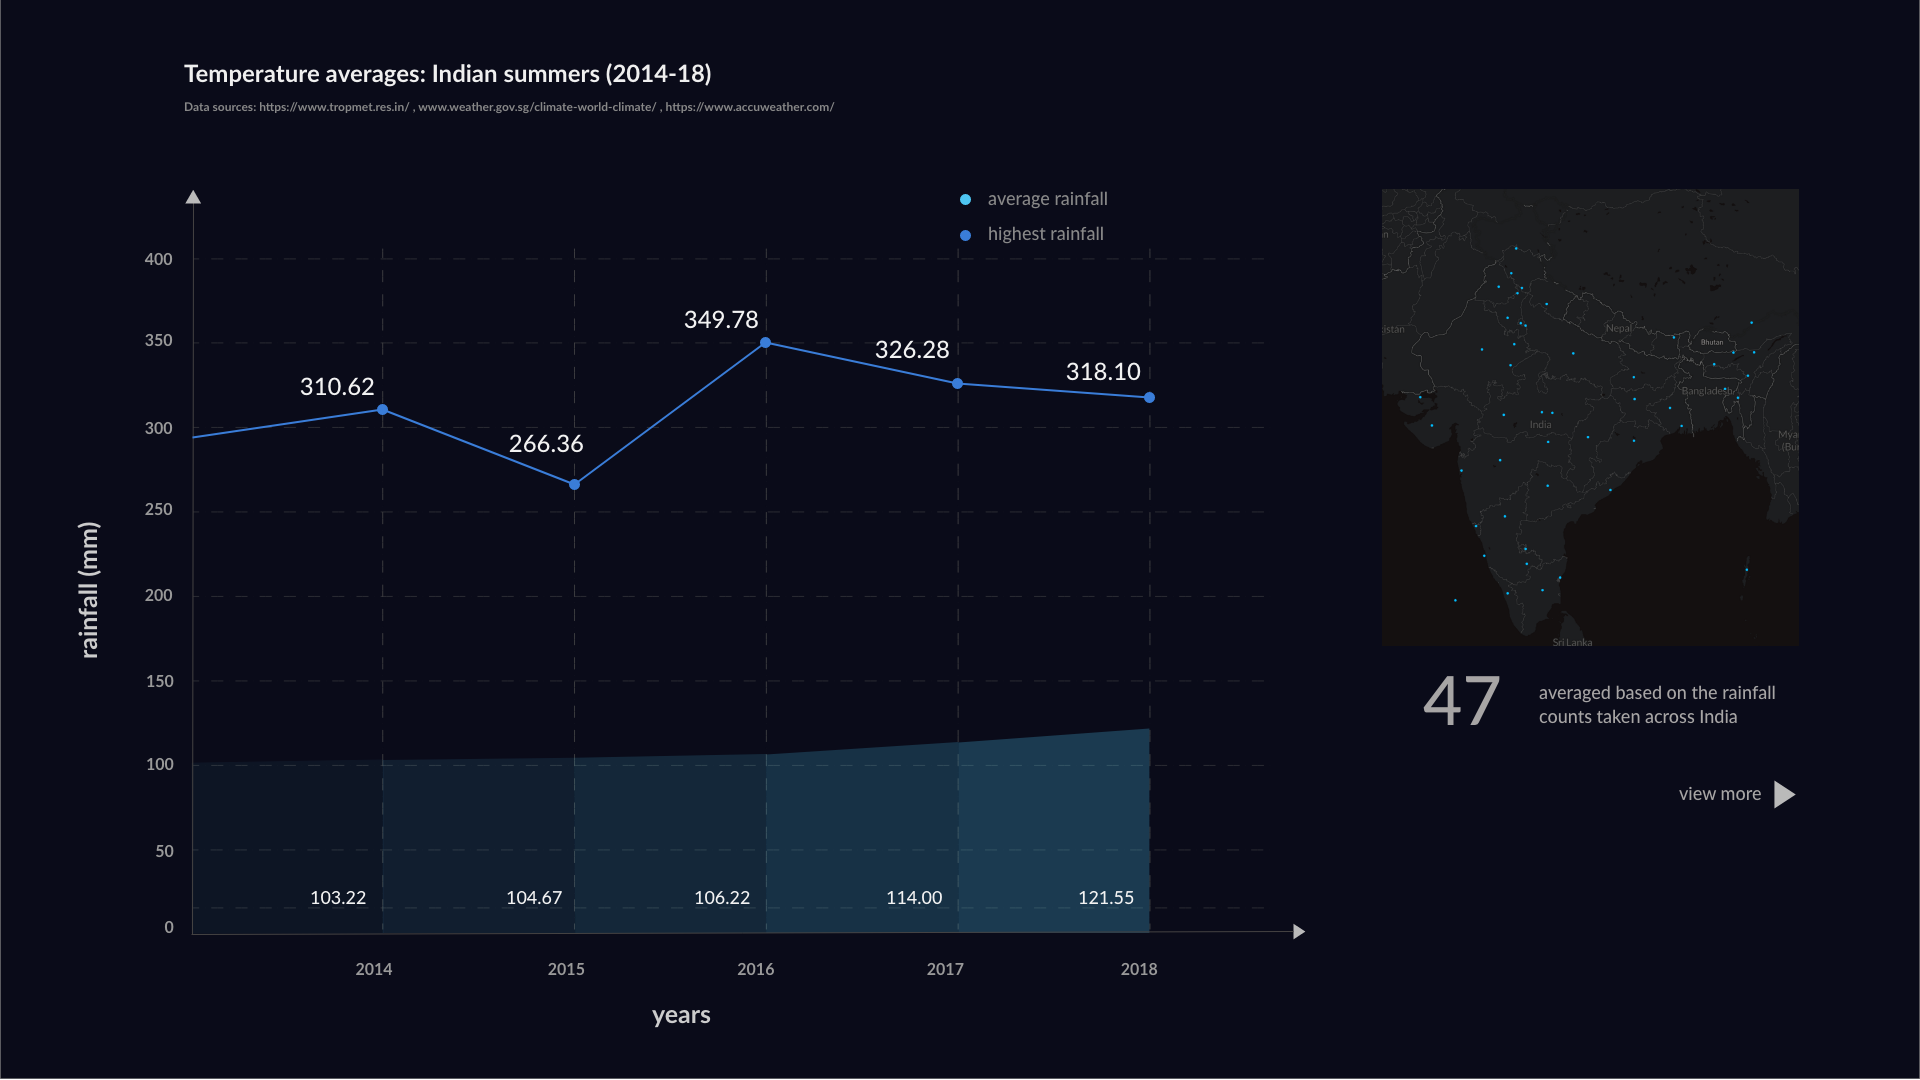 Temperature averages: Indian summers (2014-18)
Data sources: https://www.tropmet.res.in/ , www.weather.gov.sg/climate-world-climate/ , https://www.accuweather.com/
average rainfall
highest rainfall
400
350
300
250
200
150
100
50
0
rainfall (mm)
310.62
266.36
349.78
326.28
318.10
103.22
104.67
106.22
114.00
121.55
2014
2015
2016
2017
2018
years
istan
Nepal
Bhutan
Bangladesh
India
Mya
(Bur
Sri Lanka
47
averaged based on the rainfall
counts taken across India
view more